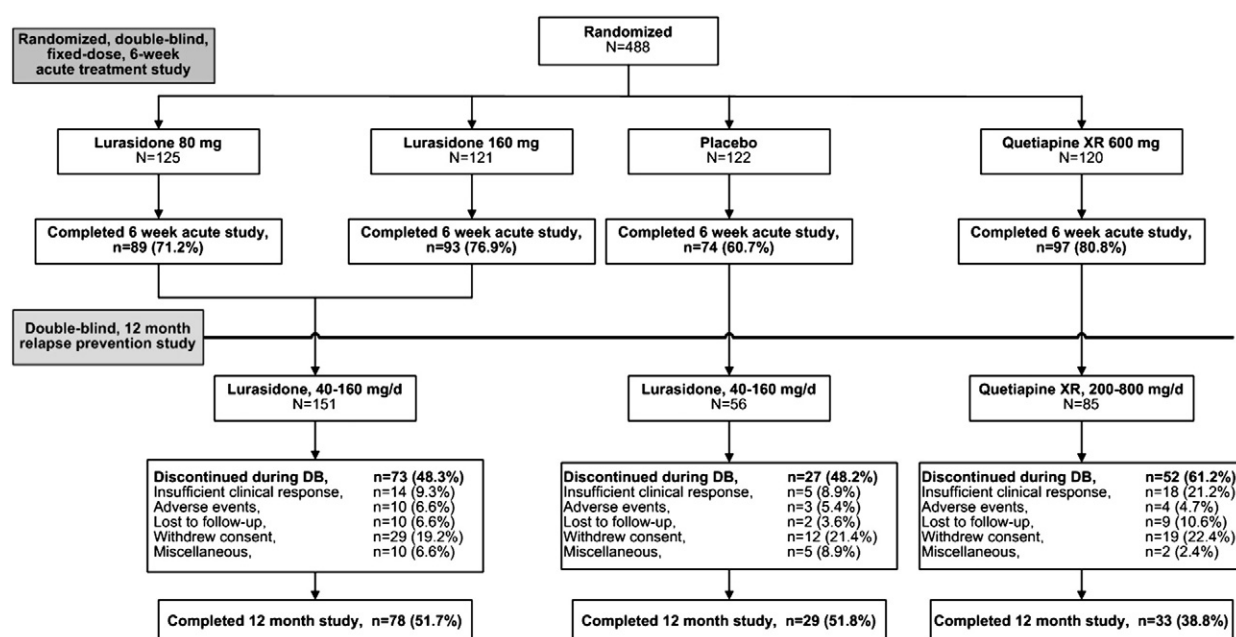 Randomized, double-blind,
fixed-dose, 6-week
acute treatment study
Randomized
N=488
Lurasidone 80 mg
N=125
Lurasidone 160 mg
N=121
Placebo
N=122
Quetiapine XR 600 mg
N=120
Completed 6 week acute study,
n=89 (71.2%)
Completed 6 week acute study,
n=93 (76.9%)
Completed 6 week acute study,
n=74 (60.7%)
Completed 6 week acute study,
n=97 (80.8%)
Double-blind, 12 month
relapse prevention study
Lurasidone, 40-160 mg/d
N=151
Lurasidone, 40-160 mg/d
N=56
Quetiapine XR, 200-800 mg/d
N=85
Discontinued during DB, n=73 (48.3%)
Insufficient clinical response, n=14 (9.3%)
Adverse events, n=10 (6.6%)
Lost to follow-up, n=10 (6.6%)
Withdrew consent, n=29 (19.2%)
Miscellaneous, n=10 (6.6%)
Discontinued during DB, n=27 (48.2%)
Insufficient clinical response, n=5 (8.9%)
Adverse events, n=3 (5.4%)
Lost to follow-up, n=2 (3.6%)
Withdrew consent, n=12 (21.4%)
Miscellaneous, n=5 (8.9%)
Discontinued during DB, n=52 (61.2%)
Insufficient clinical response, n=18 (21.2%)
Adverse events, n=4 (4.7%)
Lost to follow-up, n=9 (10.6%)
Withdrew consent, n=19 (22.4%)
Miscellaneous, n=2 (2.4%)
Completed 12 month study, n=78 (51.7%)
Completed 12 month study, n=29 (51.8%)
Completed 12 month study, n=33 (38.8%)